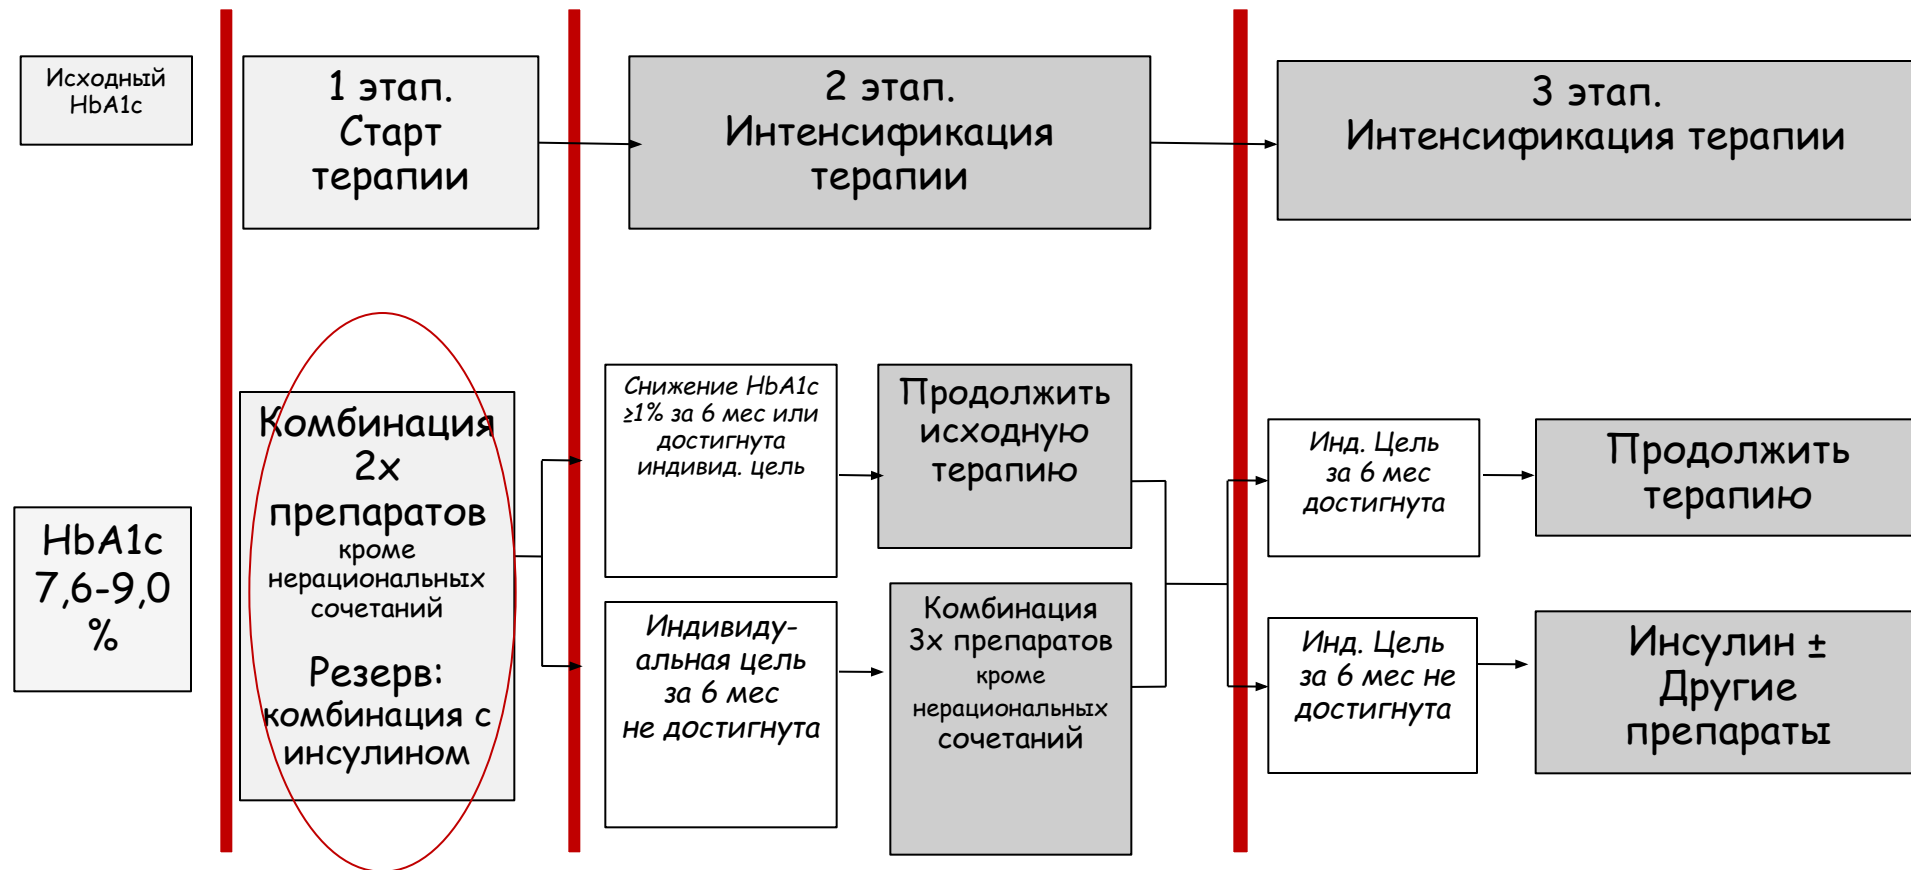 Исходный
HbA1c
1 этап.
Старт
терапии
2 этап.
Интенсификация
терапии
3 этап.
Интенсификация терапии
HbA1c
7,6-9,0
%
Комбинация
2х
препаратов
кроме
нерациональных
сочетаний
Резерв:
комбинация с
инсулином
Снижение HbA1c
≥1% за 6 мес или
достигнута
индивид. цель
Продолжить
исходную
терапию
Индивиду-
альная цель
за 6 мес
не достигнута
Комбинация
3х препаратов
кроме
нерациональных
сочетаний
Инд. Цель
за 6 мес
достигнута
Продолжить
терапию
Инд. Цель
за 6 мес не
достигнута
Инсулин ±
Другие
препараты